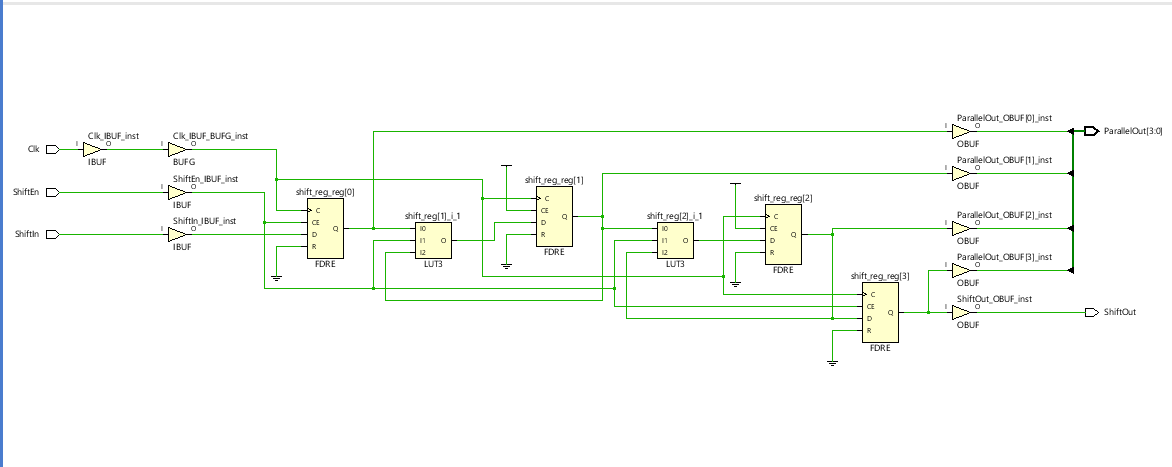 Clk
I
Clk_IBUF_inst
O
IBUF
I
Clk_IBUF_BUFG_inst
O
BUFG
ShiftEn
I
ShiftEn_IBUF_inst
O
IBUF
ShiftIn
I
ShiftIn_IBUF_inst
O
IBUF
shift_reg_reg[0]
C
CE
D
R
Q
FDRE
shift_reg[1]_i_1
I0
I1
I2
O
LUT3
shift_reg_reg[1]
C
CE
D
R
Q
FDRE
shift_reg[2]_i_1
I0
I1
I2
O
LUT3
shift_reg_reg[2]
C
CE
D
R
Q
FDRE
shift_reg_reg[3]
C
CE
D
R
Q
FDRE
ParallelOut_OBUF[0]_inst
I
O
OBUF
ParallelOut[3:0]
ParallelOut_OBUF[1]_inst
I
O
OBUF
ParallelOut_OBUF[2]_inst
I
O
OBUF
ParallelOut_OBUF[3]_inst
I
O
OBUF
ShiftOut_OBUF_inst
I
O
OBUF
ShiftOut